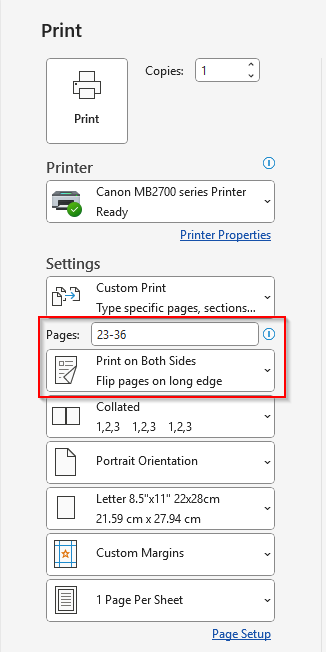 Print
Print
Copies: 1
Printer
Canon MB2700 series Printer
Ready
Printer Properties
Settings
Custom Print
Type specific pages, sections...
Pages: 23-36
Print on Both Sides
Flip pages on long edge
Collated
1,2,3 1,2,3 1,2,3
Portrait Orientation
Letter 8.5"x11" 22x28cm
21.59 cm x 27.94 cm
Custom Margins
1 Page Per Sheet
Page Setup